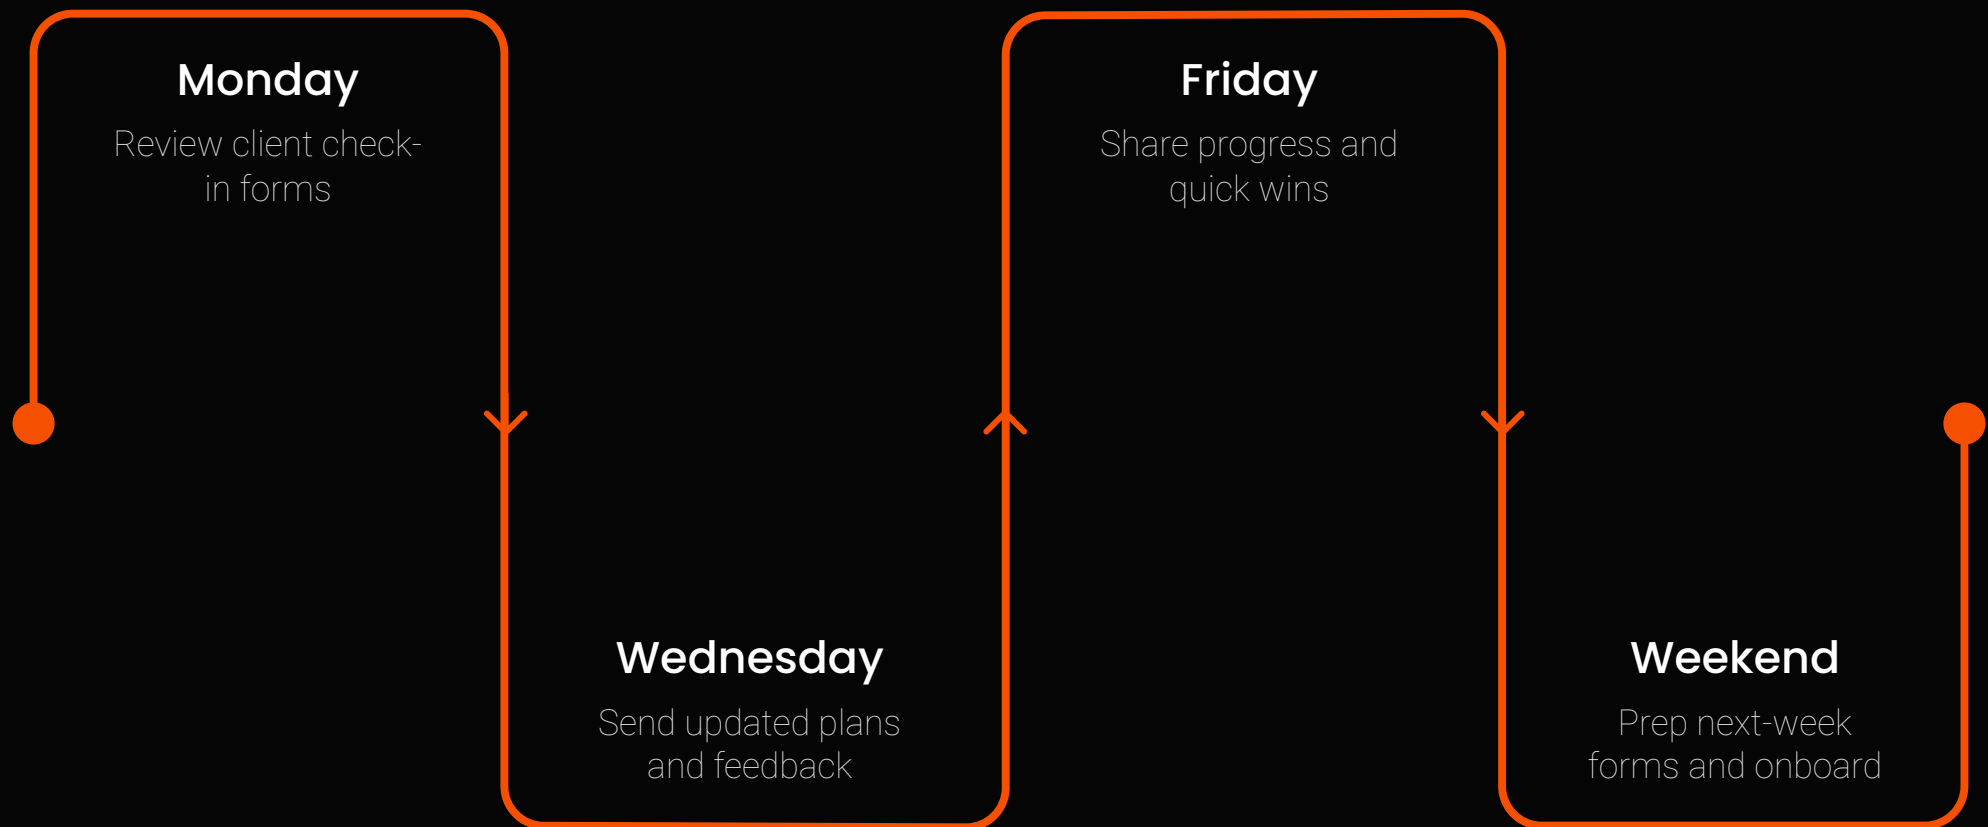 Monday
Review client check-
in forms
Wednesday
Send updated plans
and feedback
Friday
Share progress and
quick wins
Weekend
Prep next-week
forms and onboard